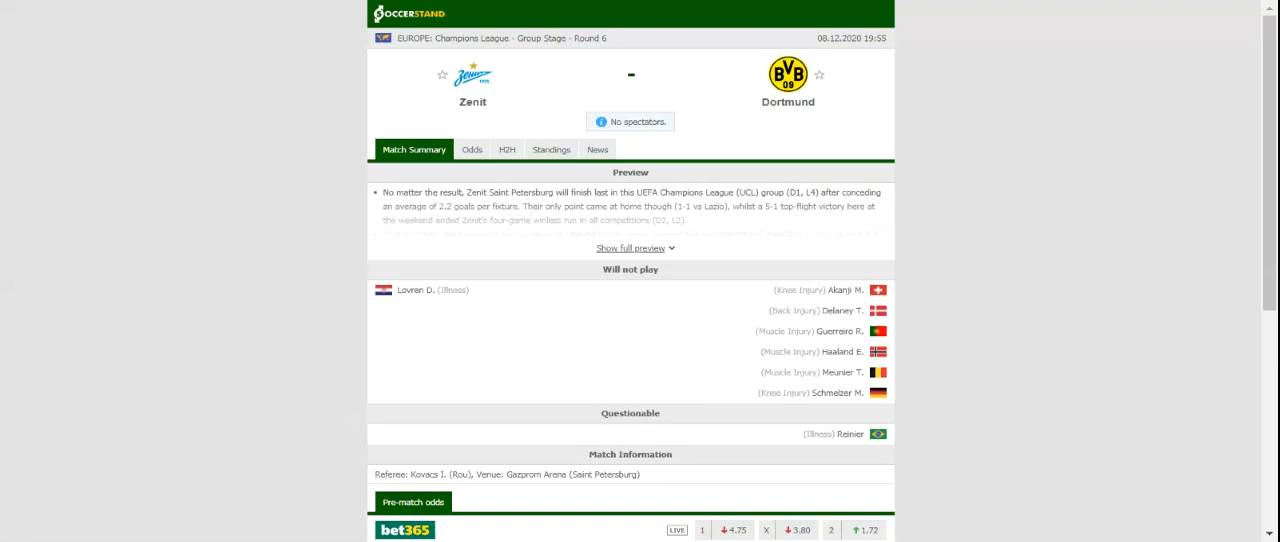 SOCCERSTAND
EUROPE: Champions League - Group Stage - Round 6 08.12.2020 19:55
Zenit
-
BVB 09
Zenit Dortmund
No spectators.
Match Summary Odds H2H Standings News
Preview
No matter the result, Zenit Saint Petersburg will finish last in this UEFA Champions League (UCL) group (D1, L4) after conceding
an average of 2.2 goals per fixture. Their only point came at home though (1-1 vs Lazio), whilst a 5-1 top-flight victory here at
the weekend ended Zenit's four-game winless run in all competitions (D2, L2).
Show full preview
Will not play
Lovren D. (Illness) (Knee Injury) Akanji M.
(Back Injury) Delaney T.
(Muscle Injury) Guerreiro R.
(Muscle Injury) Haaland E.
(Muscle Injury) Meunier T.
(Knee Injury) Schmelzer M.
Questionable
(Illness) Reinier
Match Information
Referee: Kovacs I. (Rou), Venue: Gazprom Arena (Saint Petersburg)
Pre-match odds
bet365 LIVE 1 4.75 X 3.80 2 1.72